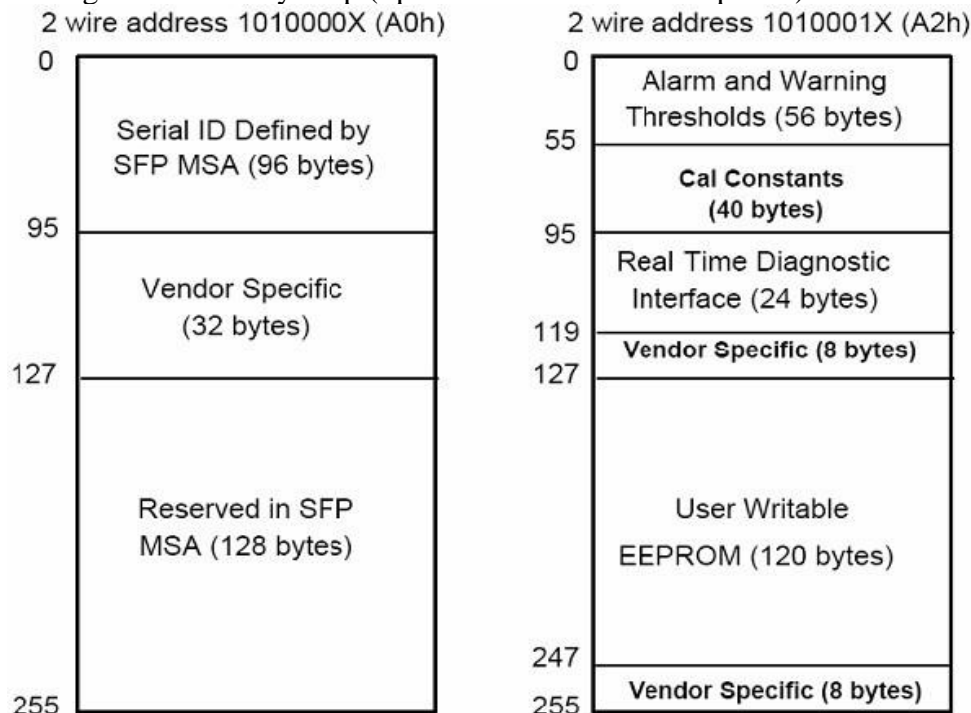 2 wire address 1010000X (A0h)
0
Serial ID Defined by
SFP MSA (96 bytes)
95
Vendor Specific
(32 bytes)
127
Reserved in SFP
MSA (128 bytes)
255
2 wire address 1010001X (A2h)
0
Alarm and Warning
Thresholds (56 bytes)
55
Cal Constants
(40 bytes)
95
Real Time Diagnostic
Interface (24 bytes)
119
Vendor Specific (8 bytes)
127
User Writable
EEPROM (120 bytes)
247
Vendor Specific (8 bytes)
255